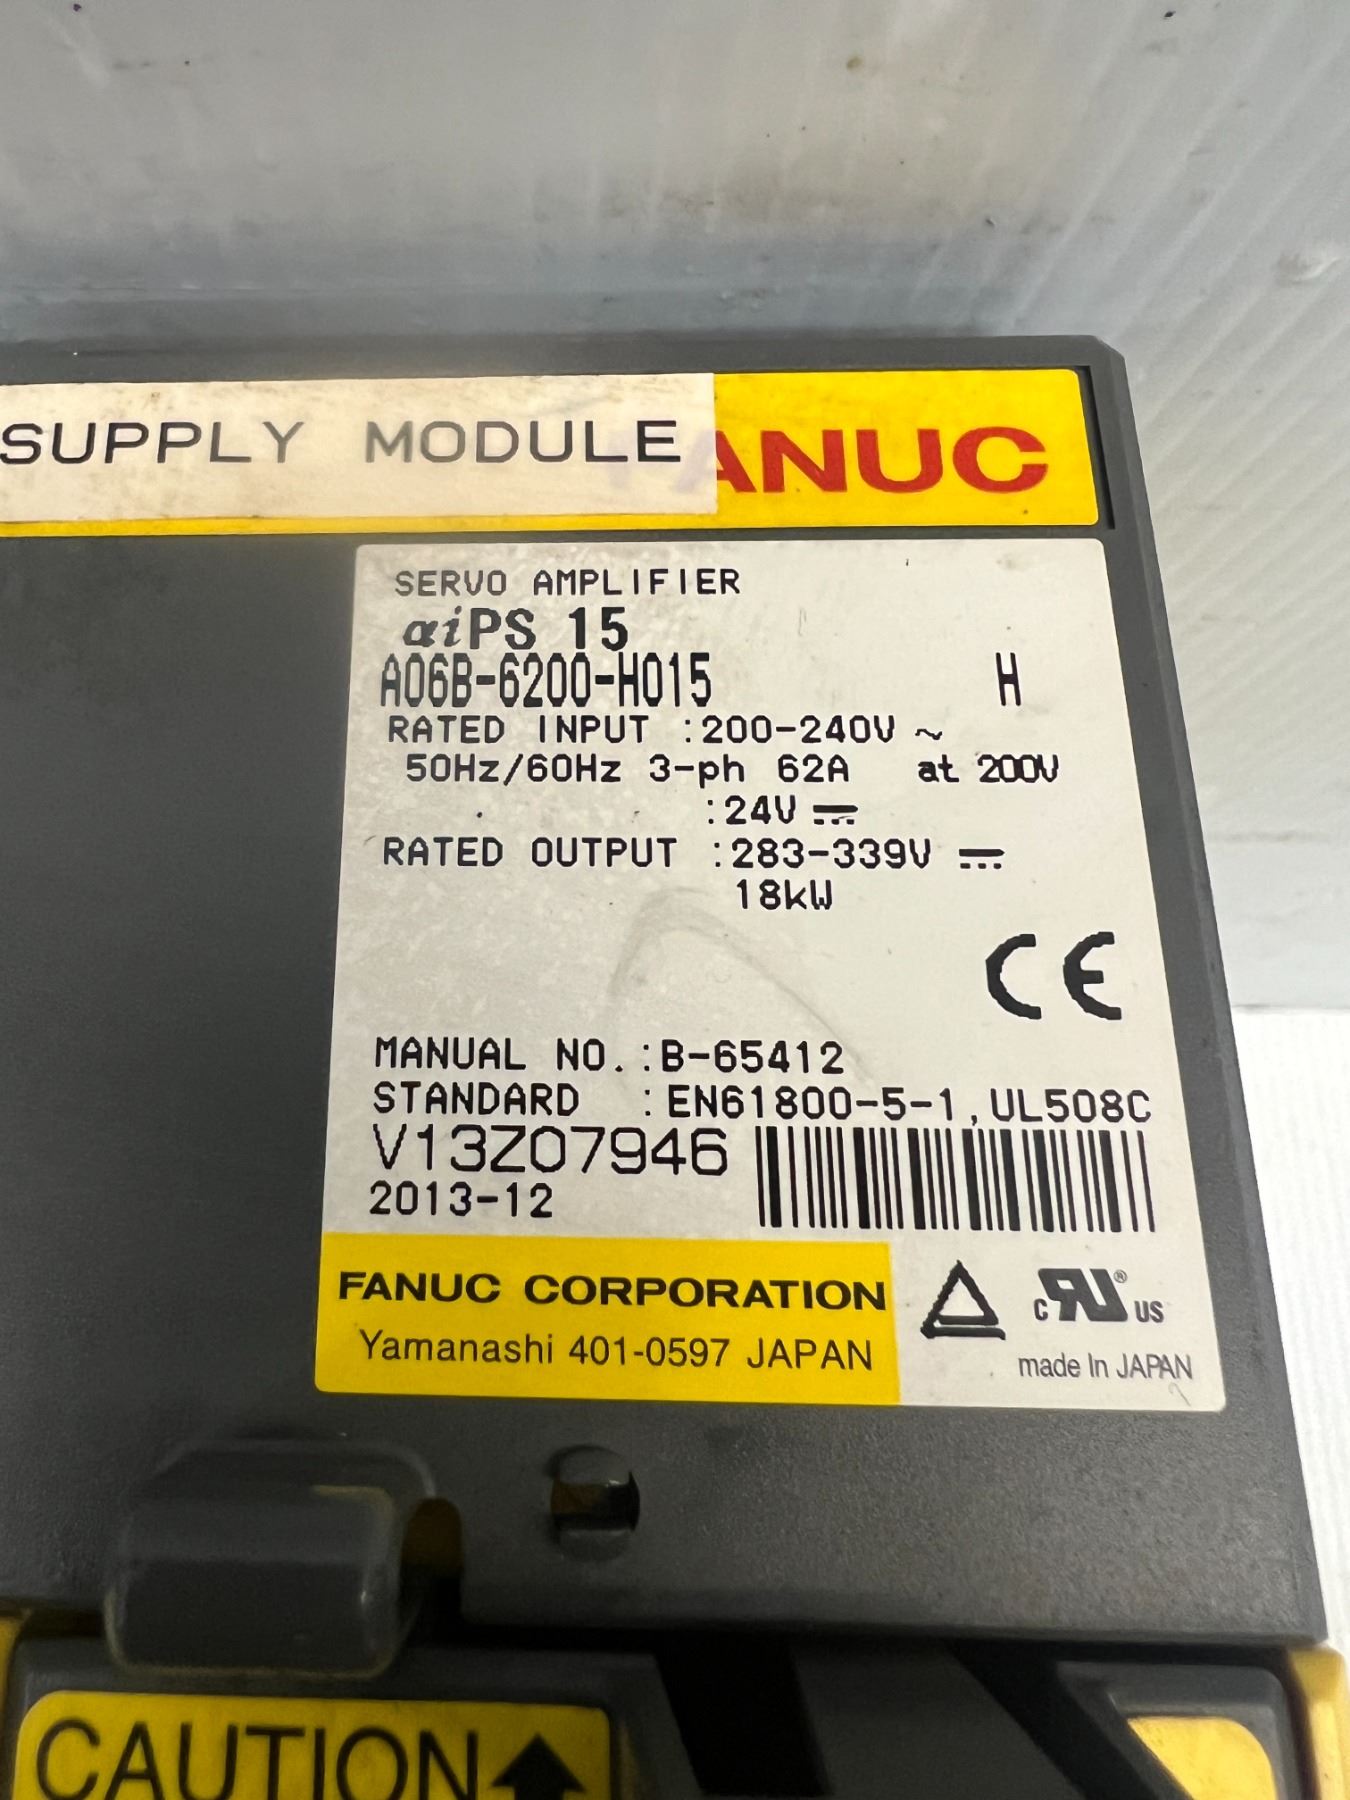 SUPPLY MODULE
FANUC
SERVO AMPLIFIER
αiPS 15
A06B-6200-H015 H
RATED INPUT :200-240V ~
50Hz/60Hz 3-ph 62A at 200V
:24V ⎓
RATED OUTPUT :283-339V ⎓
18kW
CE
MANUAL NO.:B-65412
STANDARD :EN61800-5-1,UL508C
V13Z07946
2013-12
FANUC CORPORATION
Yamanashi 401-0597 JAPAN
c RU ® US
made In JAPAN
CAUTION